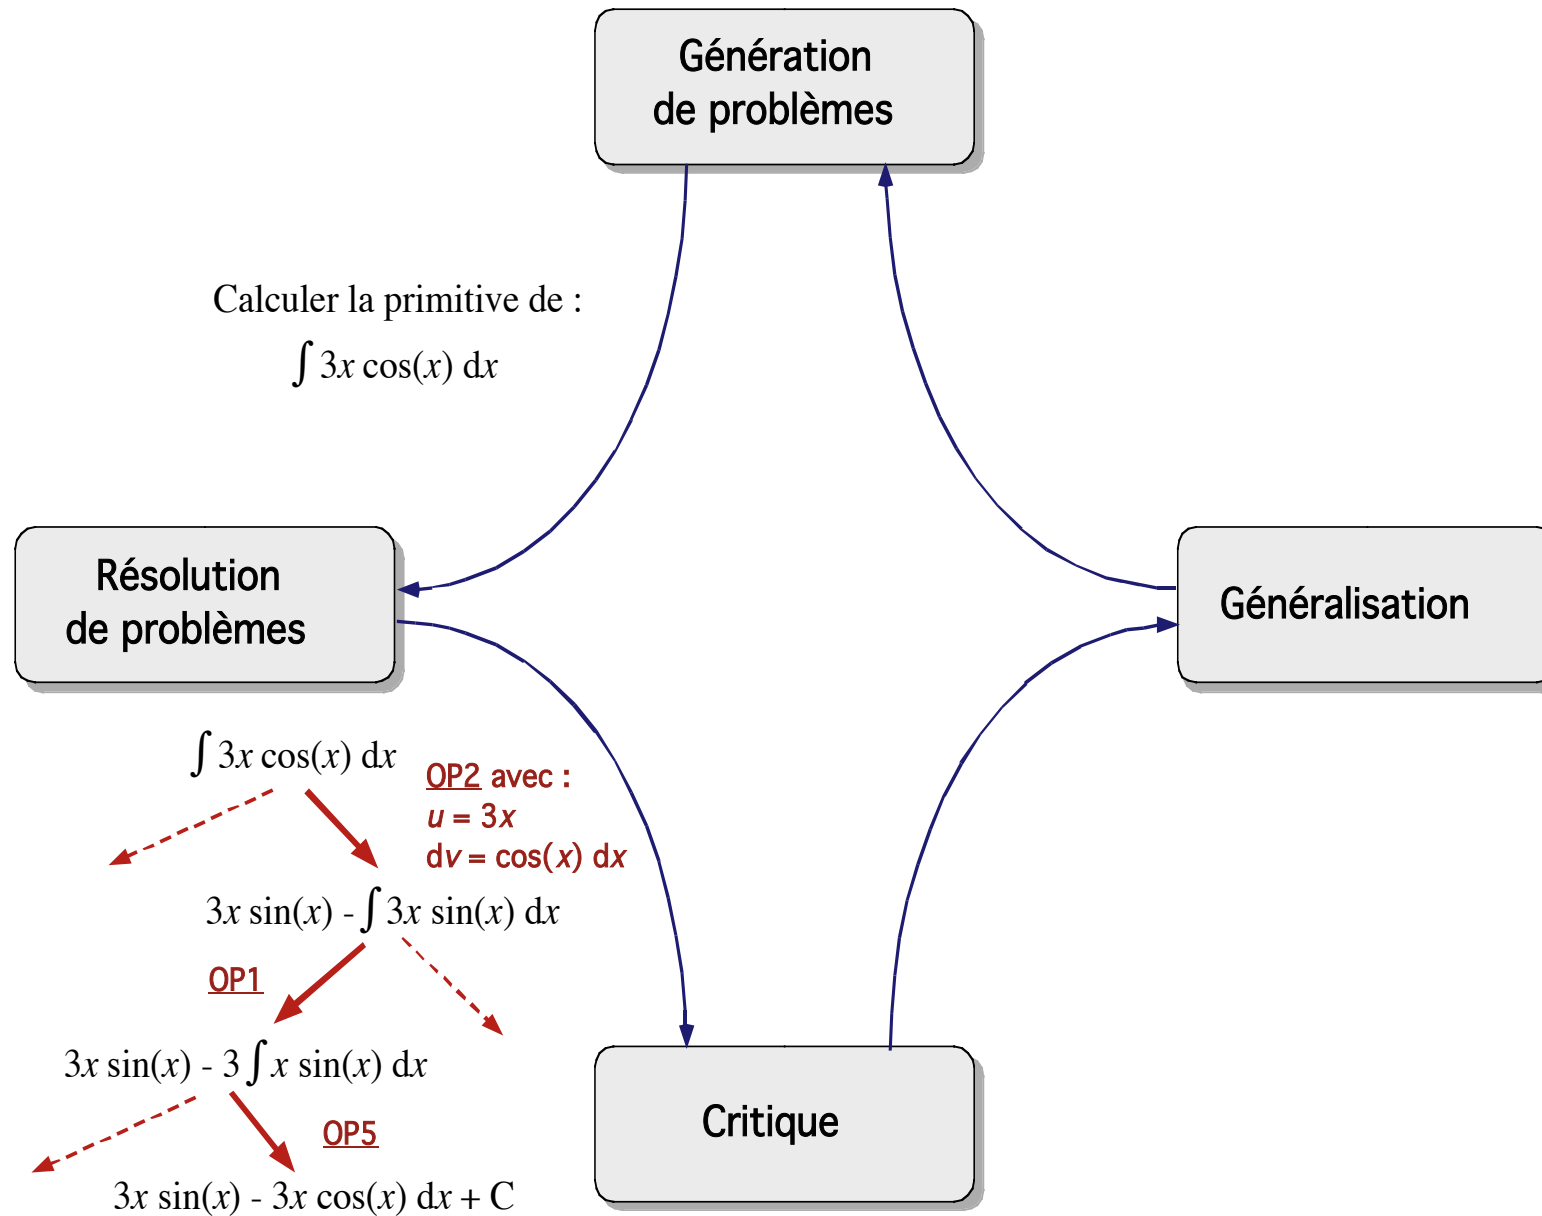 Génération
de problèmes
Calculer la primitive de :
∫ 3x cos(x) dx
Résolution
de problèmes
Généralisation
∫ 3x cos(x) dx
OP2 avec :
u = 3x
dv = cos(x) dx
3x sin(x) - ∫ 3x sin(x) dx
OP1
3x sin(x) - 3 ∫ x sin(x) dx
OP5
3x sin(x) - 3x cos(x) dx + C
Critique